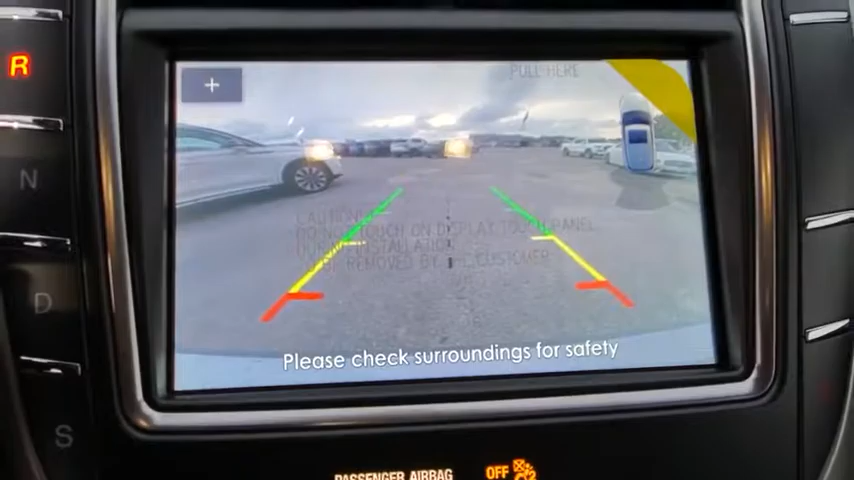 R
+
PULL HERE
N
CAUTION
DO NOT TOUCH ON DISPLAY TOUCH PANEL
DURING INSTALLATION
TO BE REMOVED BY THE CUSTOMER
D
Please check surroundings for safety
S
PASSENGER AIRBAG OFF